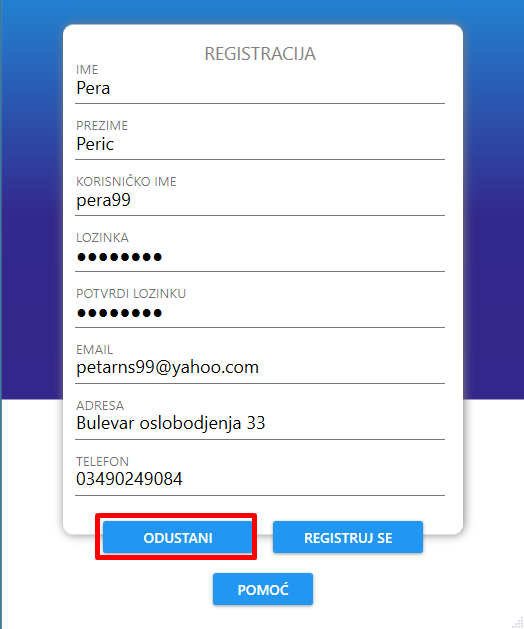 REGISTRACIJA
IME
Pera
PREZIME
Peric
KORISNIČKO IME
pera99
LOZINKA
●●●●●●●●
POTVRDI LOZINKU
●●●●●●●●
EMAIL
petarns99@yahoo.com
ADRESA
Bulevar oslobodjenja 33
TELEFON
03490249084
ODUSTANI REGISTRUJ SE
POMOĆ